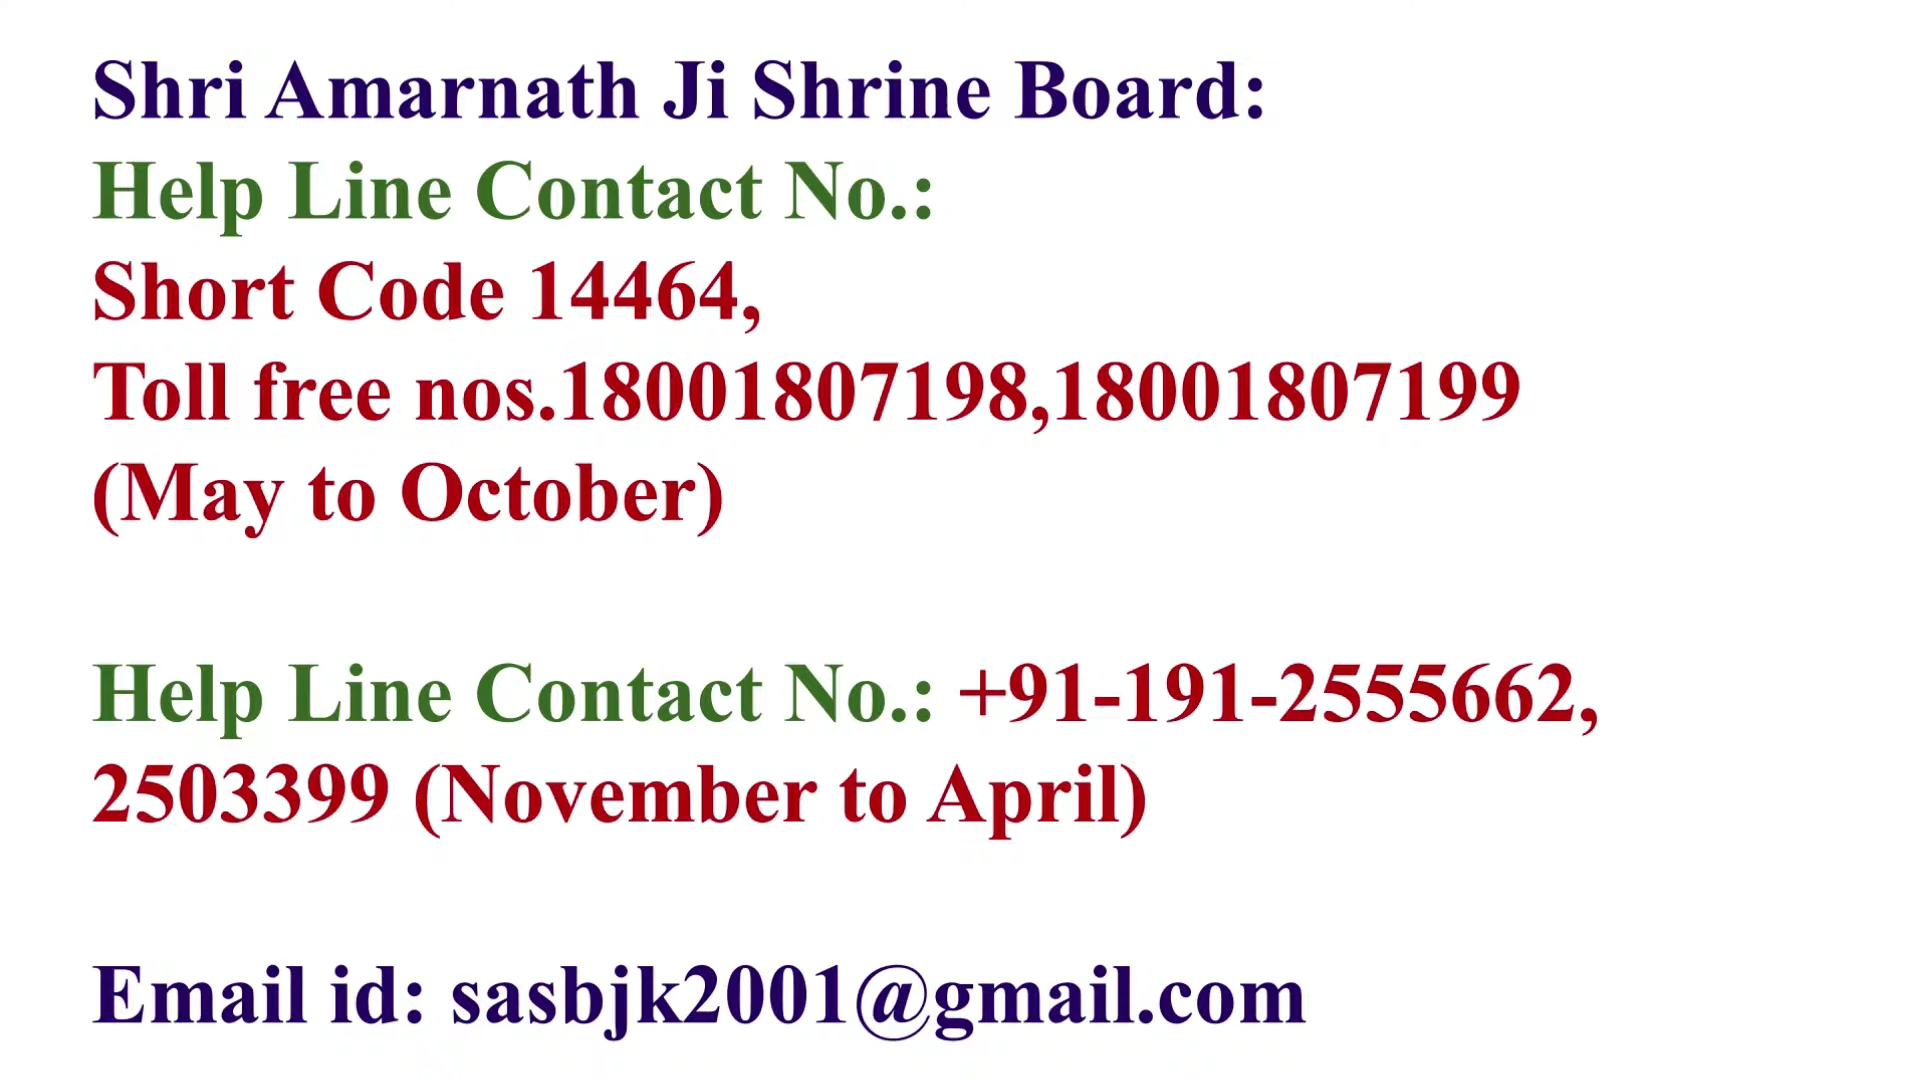 Shri Amarnath Ji Shrine Board:
Help Line Contact No.:
Short Code 14464,
Toll free nos.18001807198,18001807199
(May to October)
Help Line Contact No.: +91-191-2555662,
2503399 (November to April)
Email id: sasbjk2001@gmail.com